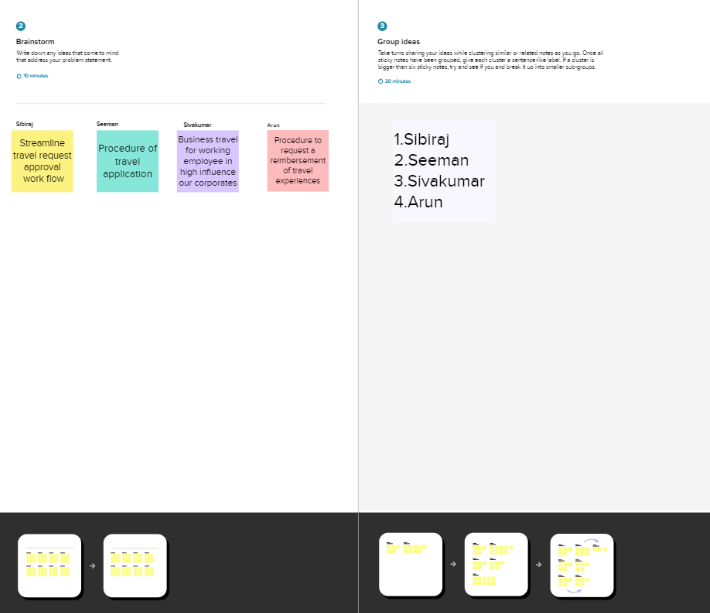 2
Brainstorm
Write down any ideas that come to mind
that address your problem statement.
10 minutes
Sibiraj
Seeman
Sivakumar
Arun
Streamline
travel request
approval
work flow
Procedure of
travel
application
Business travel
for working
employee in
high influence
our corporates
Procedure to
request a
reimbersement
of travel
experiences
3
Group ideas
Take turns sharing your ideas while clustering similar or related notes as you go. Once all
sticky notes have been grouped, give each cluster a sentence-like label. If a cluster is
bigger than six sticky notes, try and see if you and break it up into smaller sub-groups.
20 minutes
1.Sibiraj
2.Seeman
3.Sivakumar
4.Arun